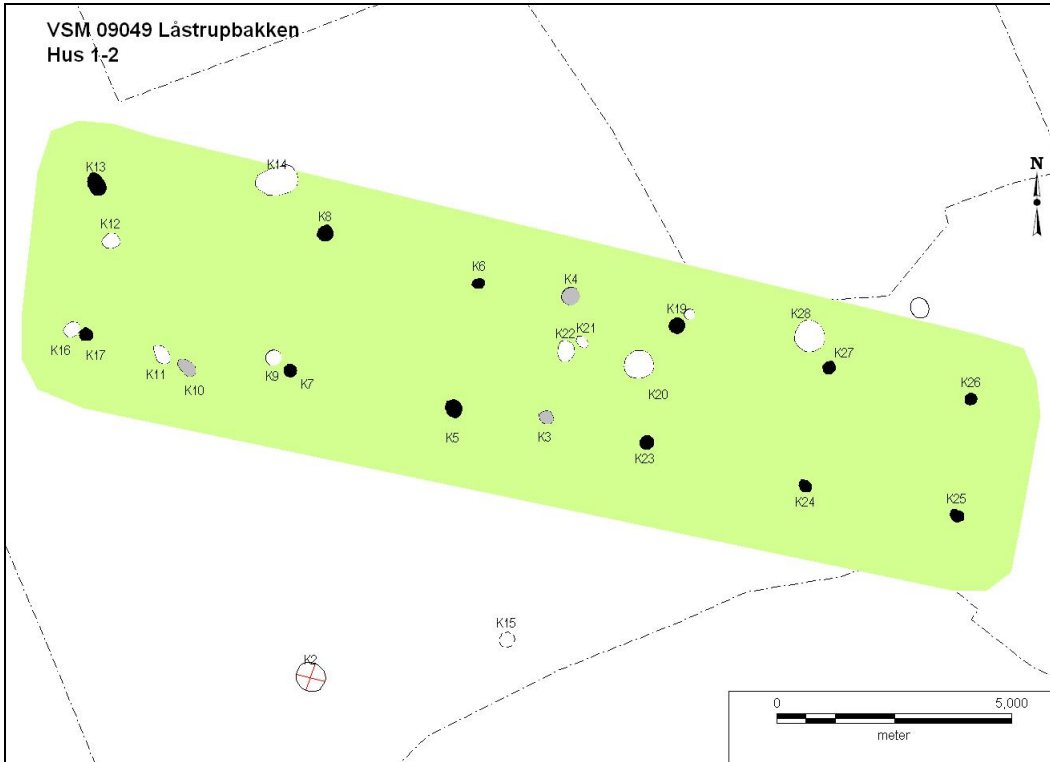 VSM 09049 Låstrupbakken
Hus 1-2
N
K13
K14
K12
K8
K6
K4
K19
K28
K16
K17
K11
K10
K9
K7
K22
K21
K20
K27
K26
K5
K3
K23
K24
K25
K15
K2
0
5,000
meter